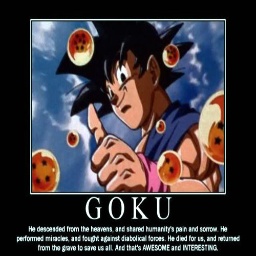 GOKU
He descended from the heavens, and shared humanity's pain and sorrow. He
performed miracles, and fought against diabolical forces. He died for us, and returned
from the grave to save us all. And that's AWESOME and INTERESTING.